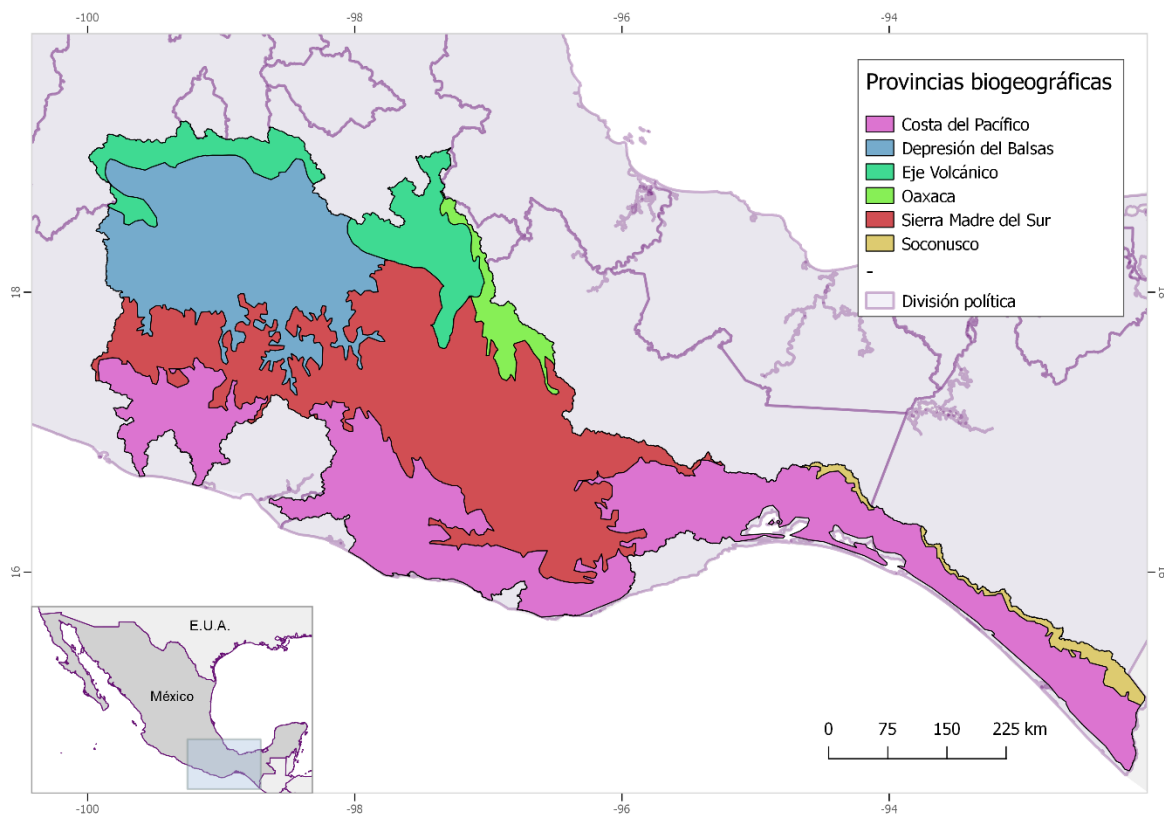 -100
-98
-96
-94
Provincias biogeográficas
Costa del Pacífico
Depresión del Balsas
Eje Volcánico
Oaxaca
Sierra Madre del Sur
Soconusco
-
División política
18
16
E.U.A.
México
0 75 150 225 km
-100
-98
-96
-94